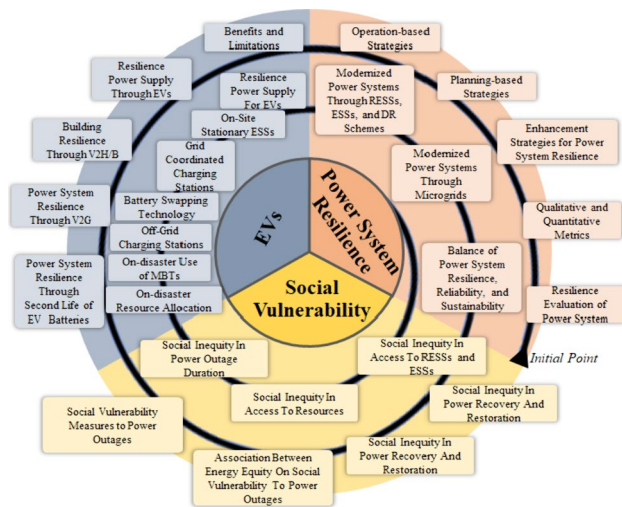 Benefits and
Limitations
Operation-based
Strategies
Resilience
Power Supply
Through EVs
Resilience
Power Supply
For EVs
Modernized
Power Systems
Through RESSs,
ESSs, and DR
Schemes
Planning-based
Strategies
On-Site
Stationary ESSs
Building
Resilience
Through V2H/B
Grid
Coordinated
Charging
Stations
Modernized
Power Systems
Through
Microgrids
Enhancement
Strategies for Power
System Resilience
Power System
Resilience
Through V2G
Battery Swapping
Technology
EVs
Power System
Resilience
Qualitative and
Quantitative
Metrics
Off-Grid
Charging Stations
Power System
Resilience
Through
Second Life of
EV Batteries
On-disaster Use
of MBTs
On-disaster
Resource Allocation
Social
Vulnerability
Balance of
Power System
Resilience,
Reliability, and
Sustainability
Resilience
Evaluation of
Power System
Initial Point
Social Inequity In
Power Outage
Duration
Social Inequity In
Access To RESSs and
ESSs
Social Inequity In
Access To Resources
Social Inequity In
Power Recovery And
Restoration
Social Vulnerability
Measures to Power
Outages
Association Between
Energy Equity On Social
Vulnerability To Power
Outages
Social Inequity In
Power Recovery And
Restoration